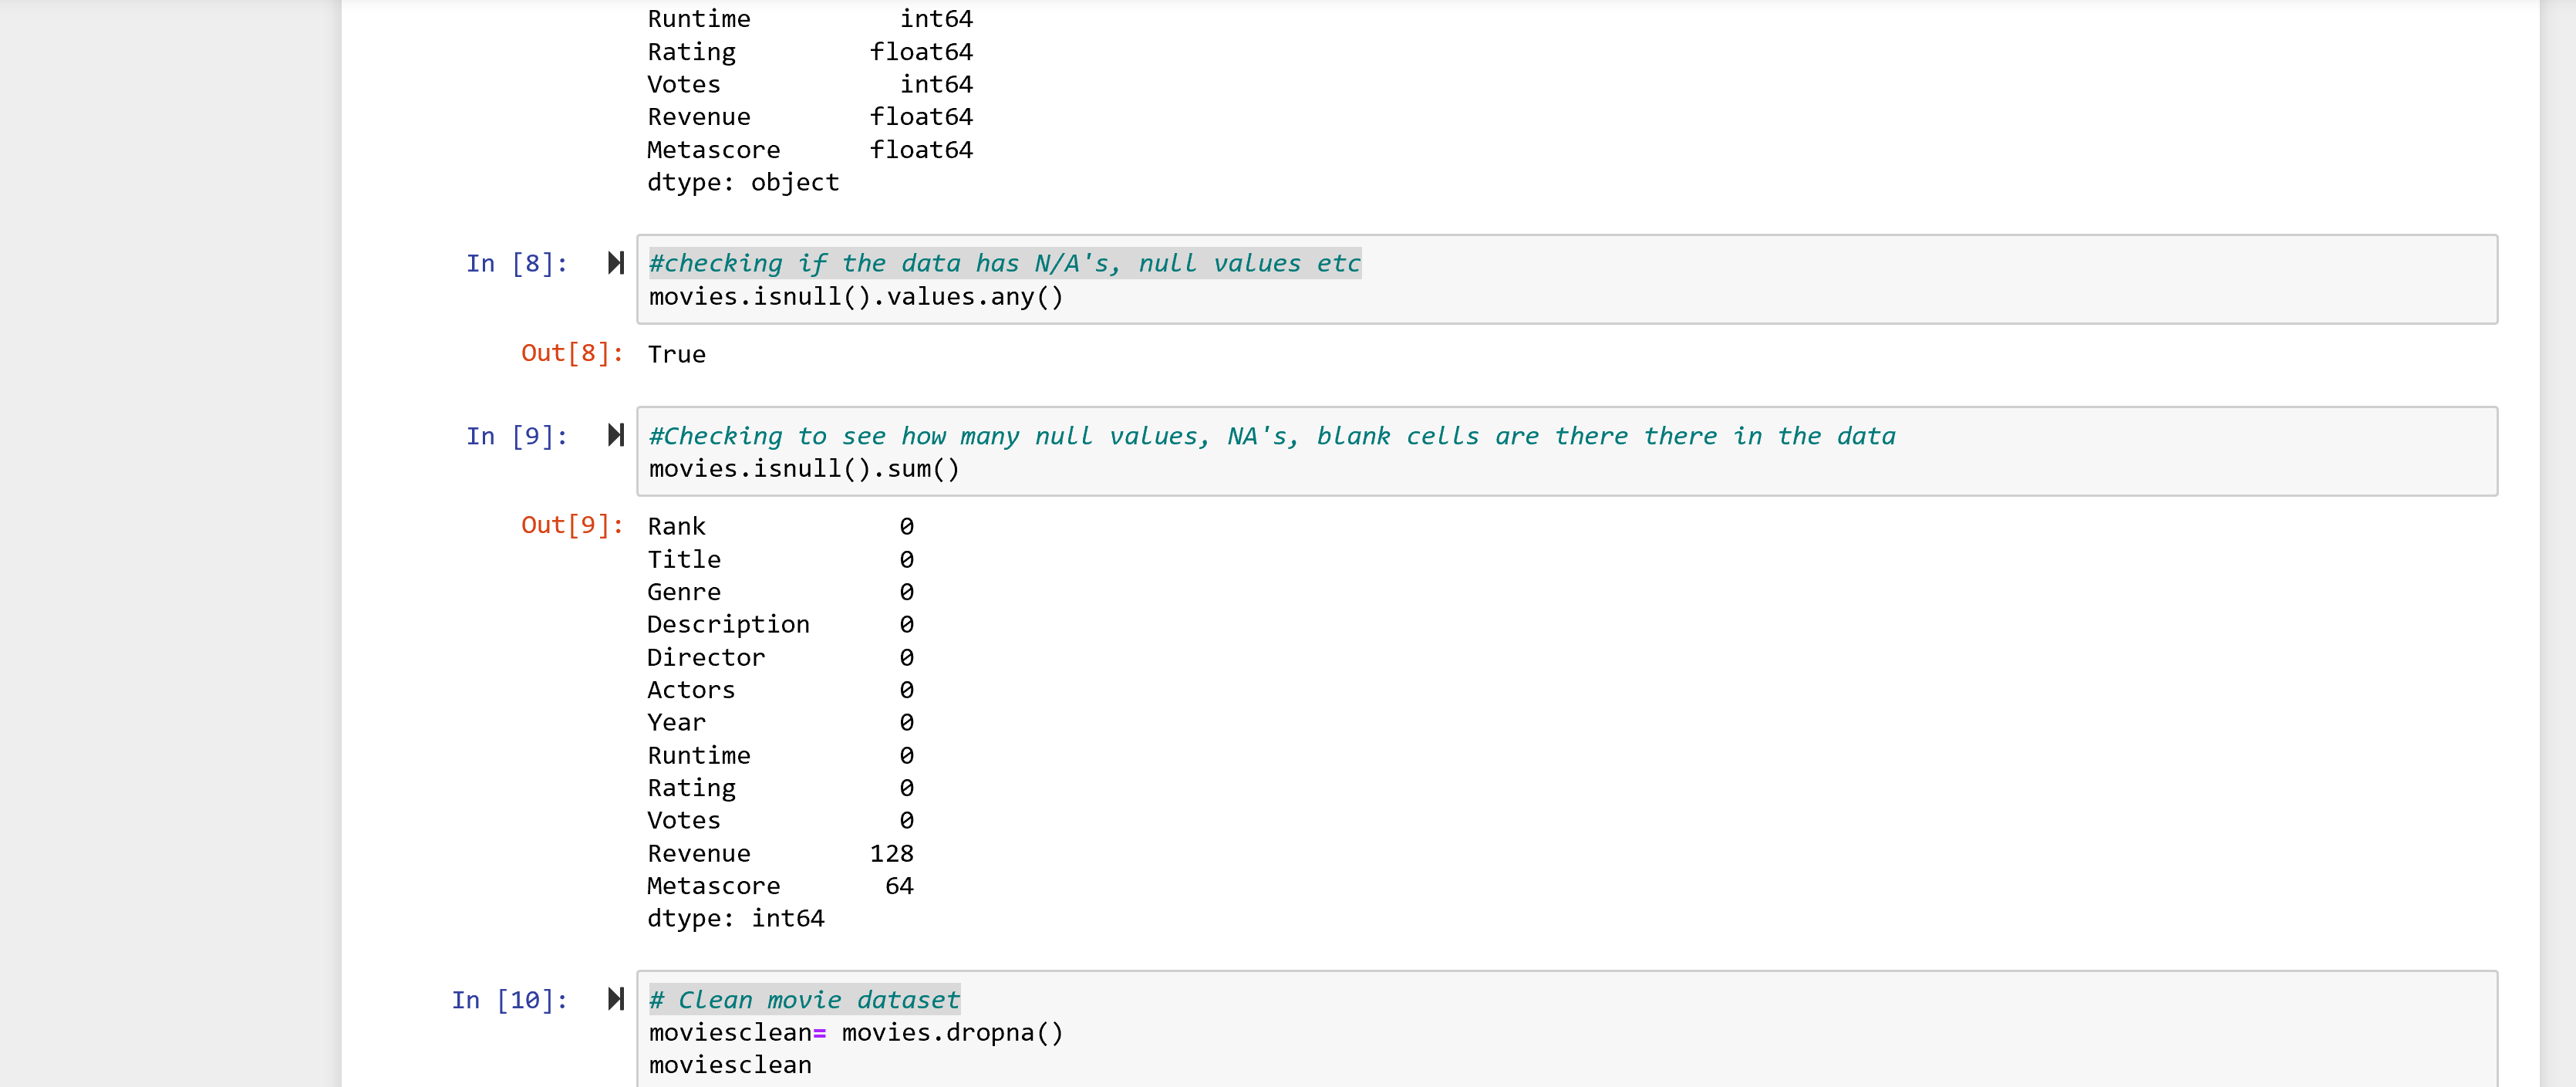 Runtime int64
Rating float64
Votes int64
Revenue float64
Metascore float64
dtype: object
In [8]: #checking if the data has N/A's, null values etc
movies.isnull().values.any()
Out[8]: True
In [9]: #Checking to see how many null values, NA's, blank cells are there there in the data
movies.isnull().sum()
Out[9]: Rank 0
Title 0
Genre 0
Description 0
Director 0
Actors 0
Year 0
Runtime 0
Rating 0
Votes 0
Revenue 128
Metascore 64
dtype: int64
In [10]: # Clean movie dataset
moviesclean= movies.dropna()
moviesclean